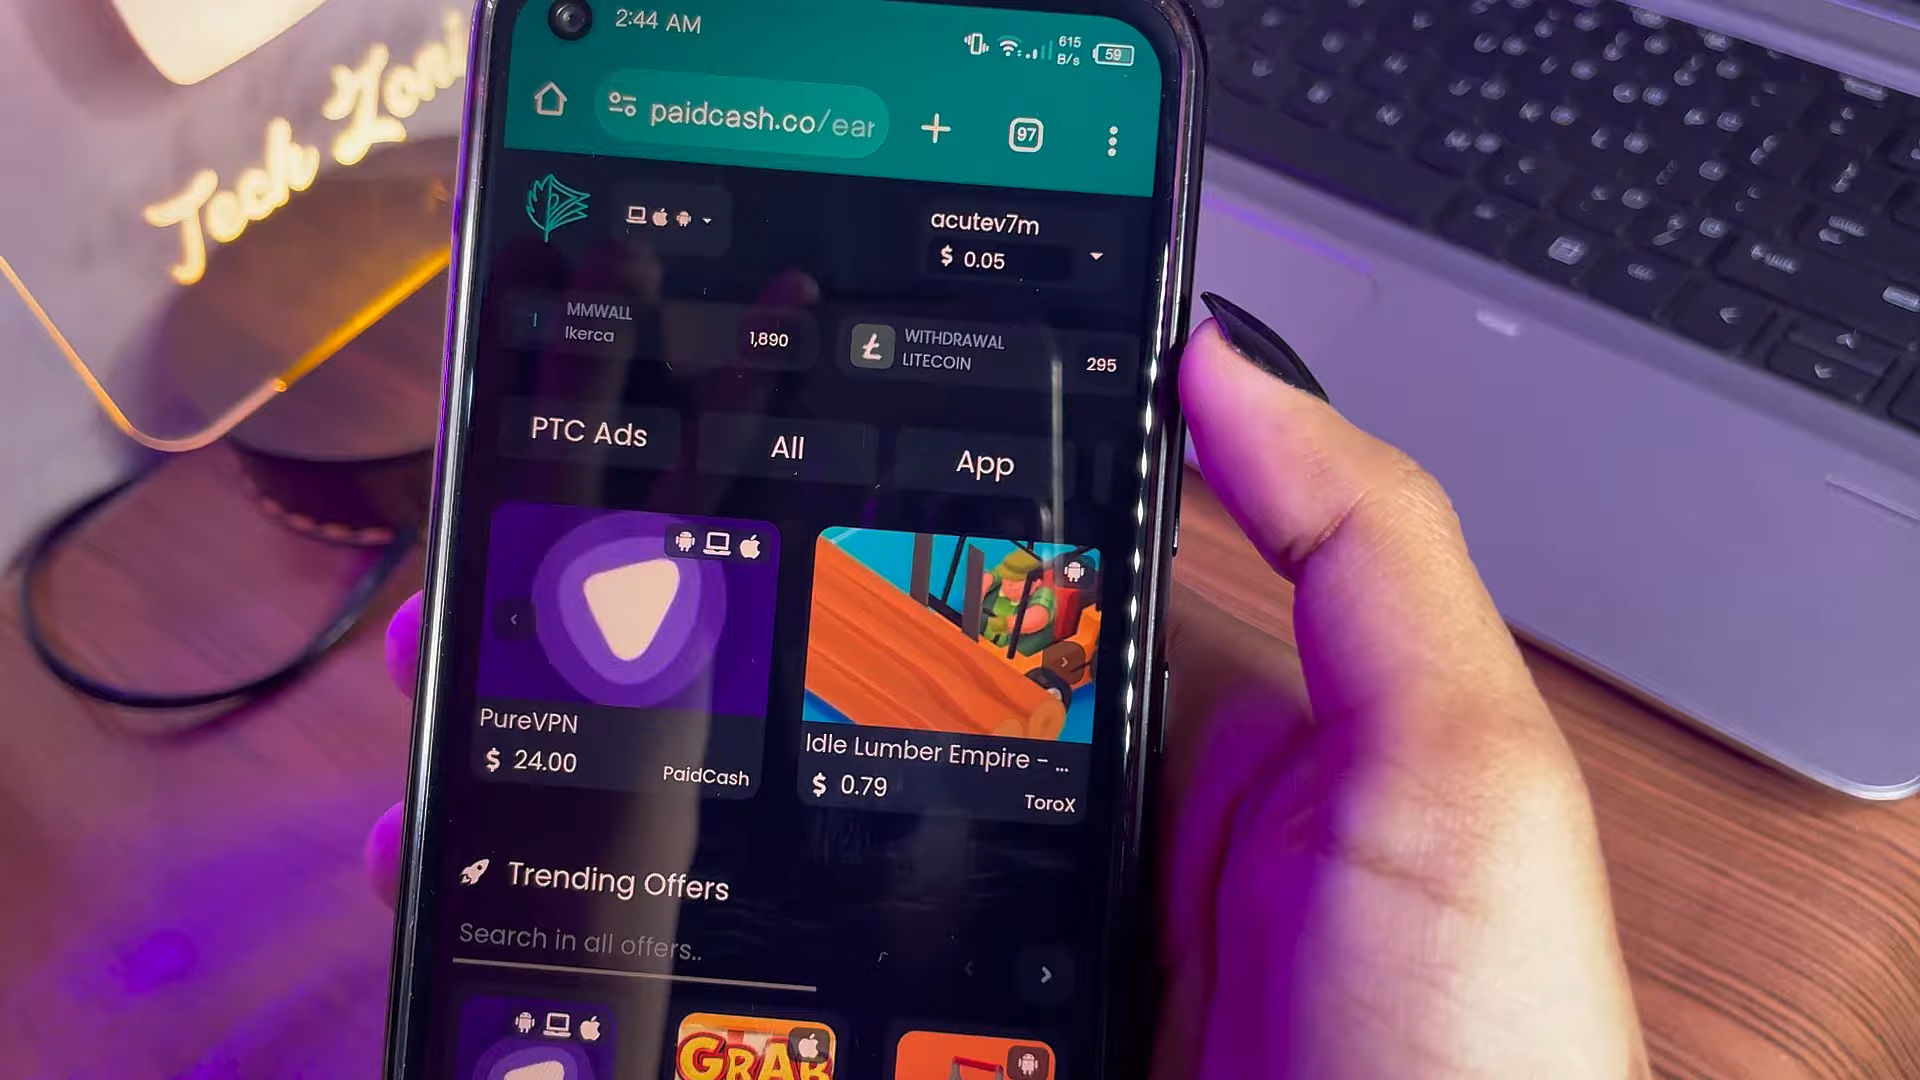 Tech Zoni
2:44 AM
615
B/s
59
paidcash.co/ear
97
acutev7m
$ 0.05
MMWALL
Ikerca
1,890
WITHDRAWAL
LITECOIN
295
PTC Ads
All
App
PureVPN
$ 24.00
PaidCash
Idle Lumber Empire - ...
$ 0.79
ToroX
Trending Offers
Search in all offers..
GRAB